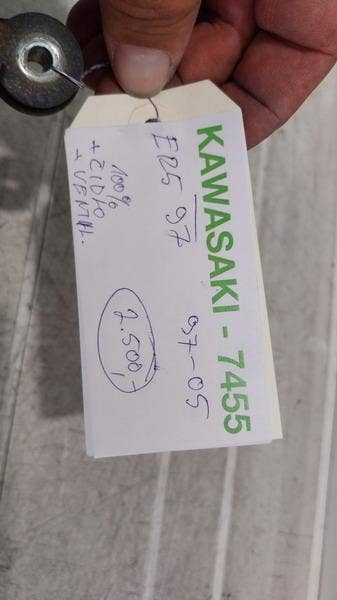 KAWASAKI - 7455
ER5 97 97-05
100%
+ ČIDLO
+ VENTIL.
2.500,-